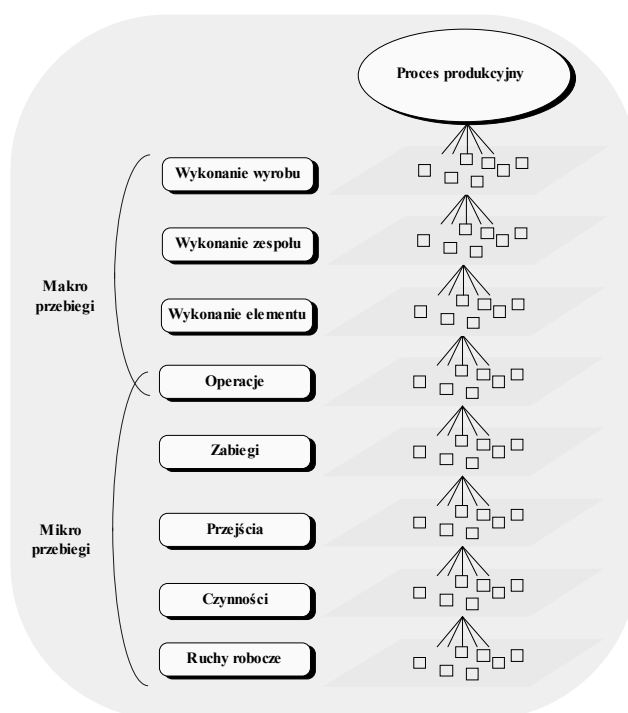 Proces produkcyjny
Wykonanie wyrobu
Wykonanie zespołu
Makro
przebiegi
Wykonanie elementu
Operacje
Zabiegi
Mikro
przebiegi
Przejścia
Czynności
Ruchy robocze